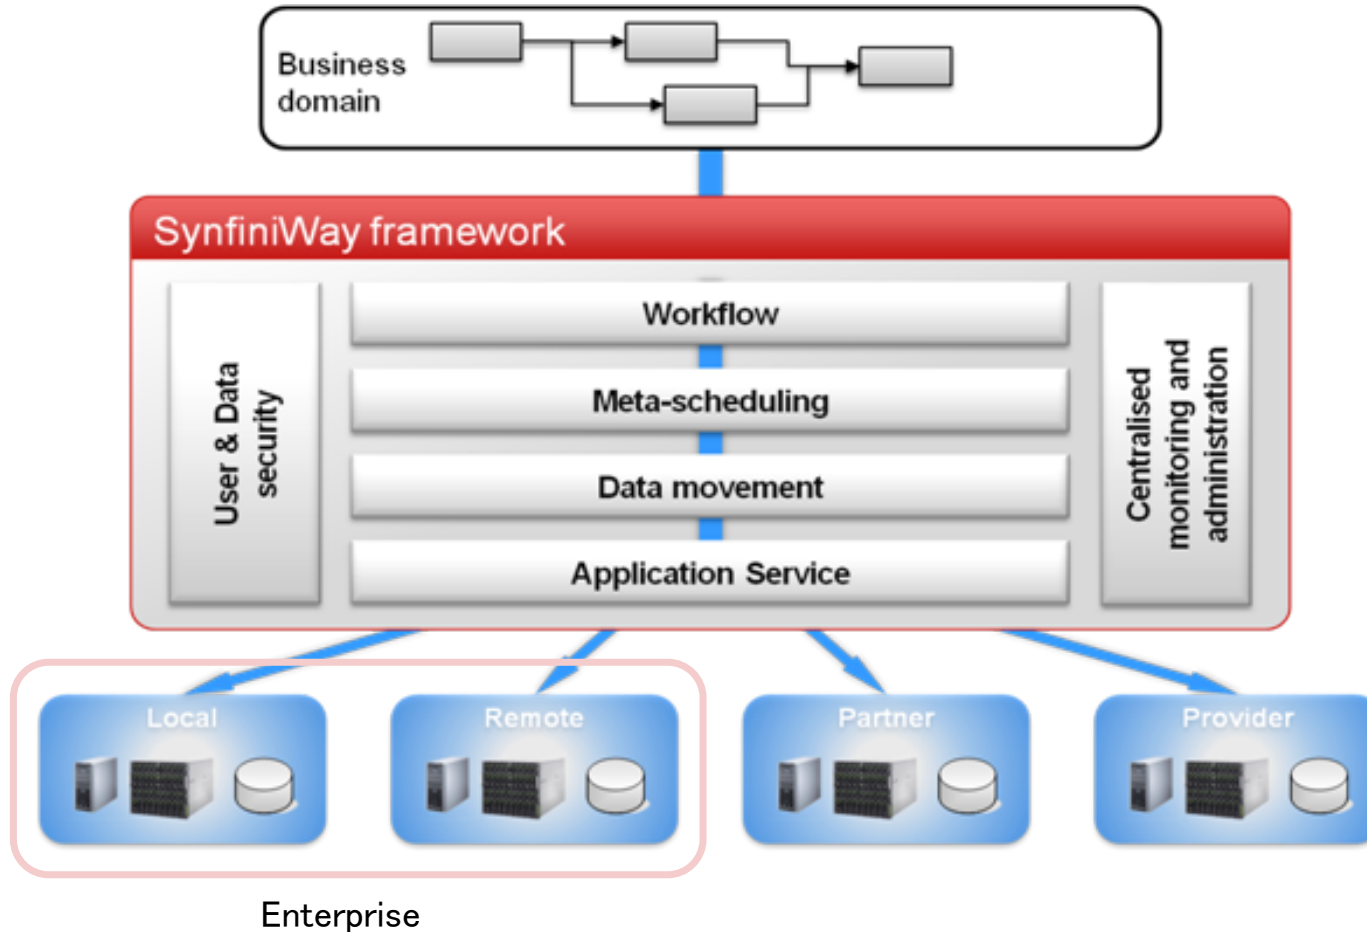 Business
domain
SynfiniWay framework
User & Data
security
Workflow
Meta-scheduling
Data movement
Application Service
Centralised
monitoring and
administration
Local
Remote
Partner
Provider
Enterprise